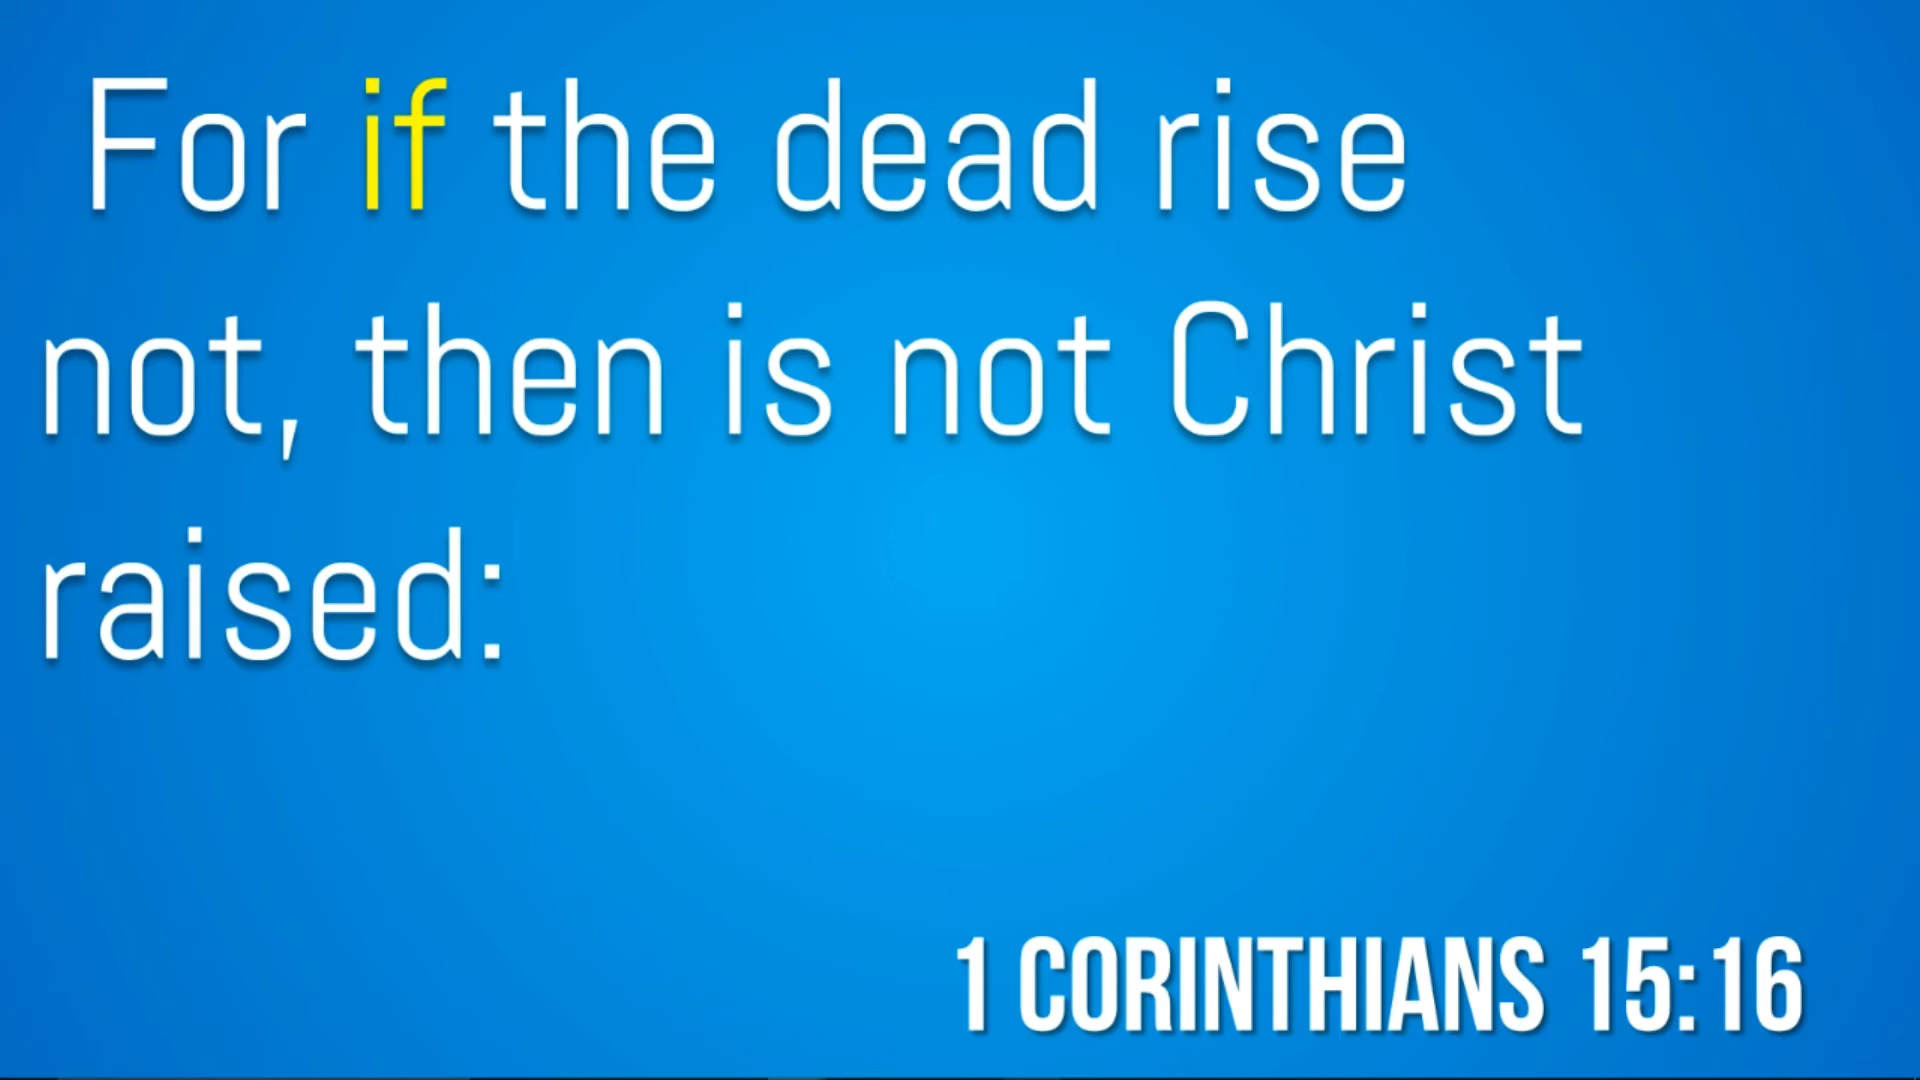 For if the dead rise
not, then is not Christ
raised:
1 CORINTHIANS 15:16